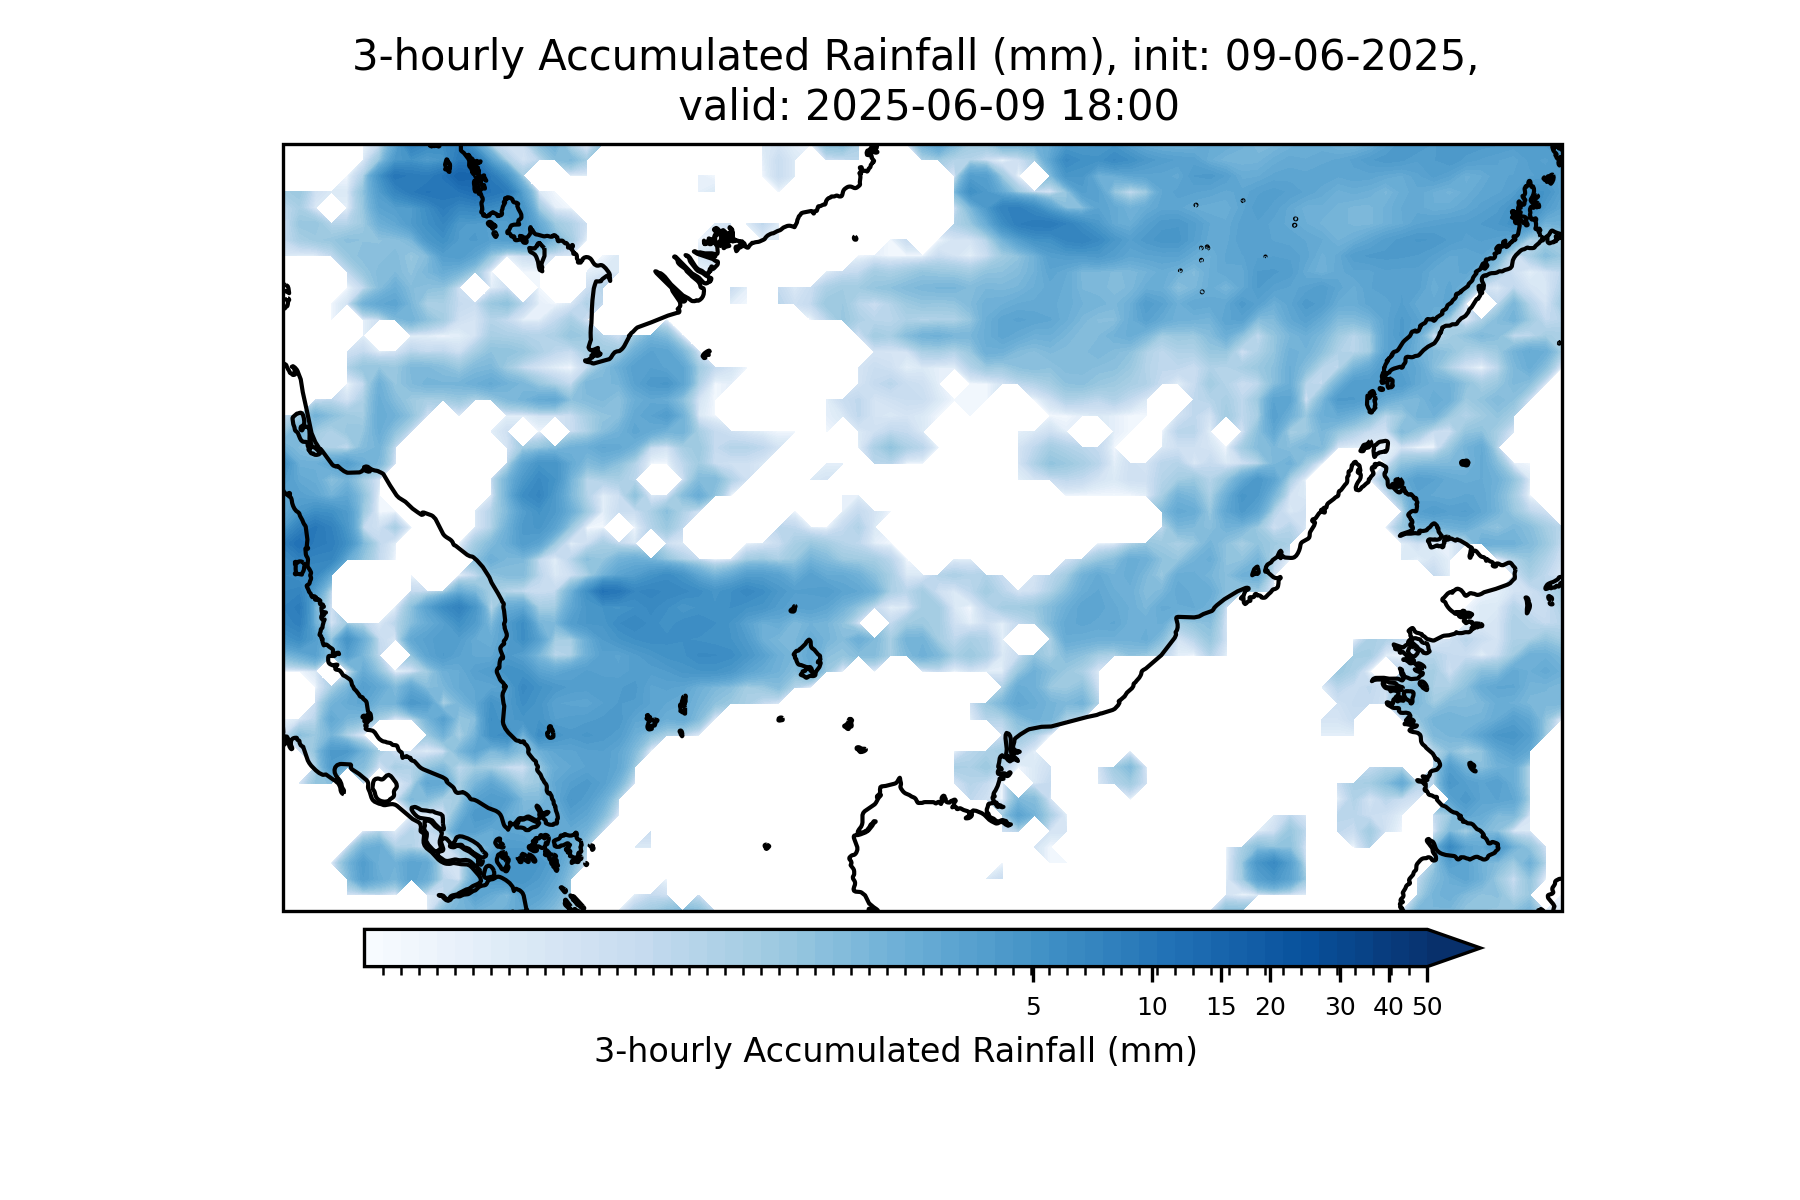 3-hourly Accumulated Rainfall (mm), init: 09-06-2025,
valid: 2025-06-09 18:00
5 10 15 20 30 40 50
3-hourly Accumulated Rainfall (mm)